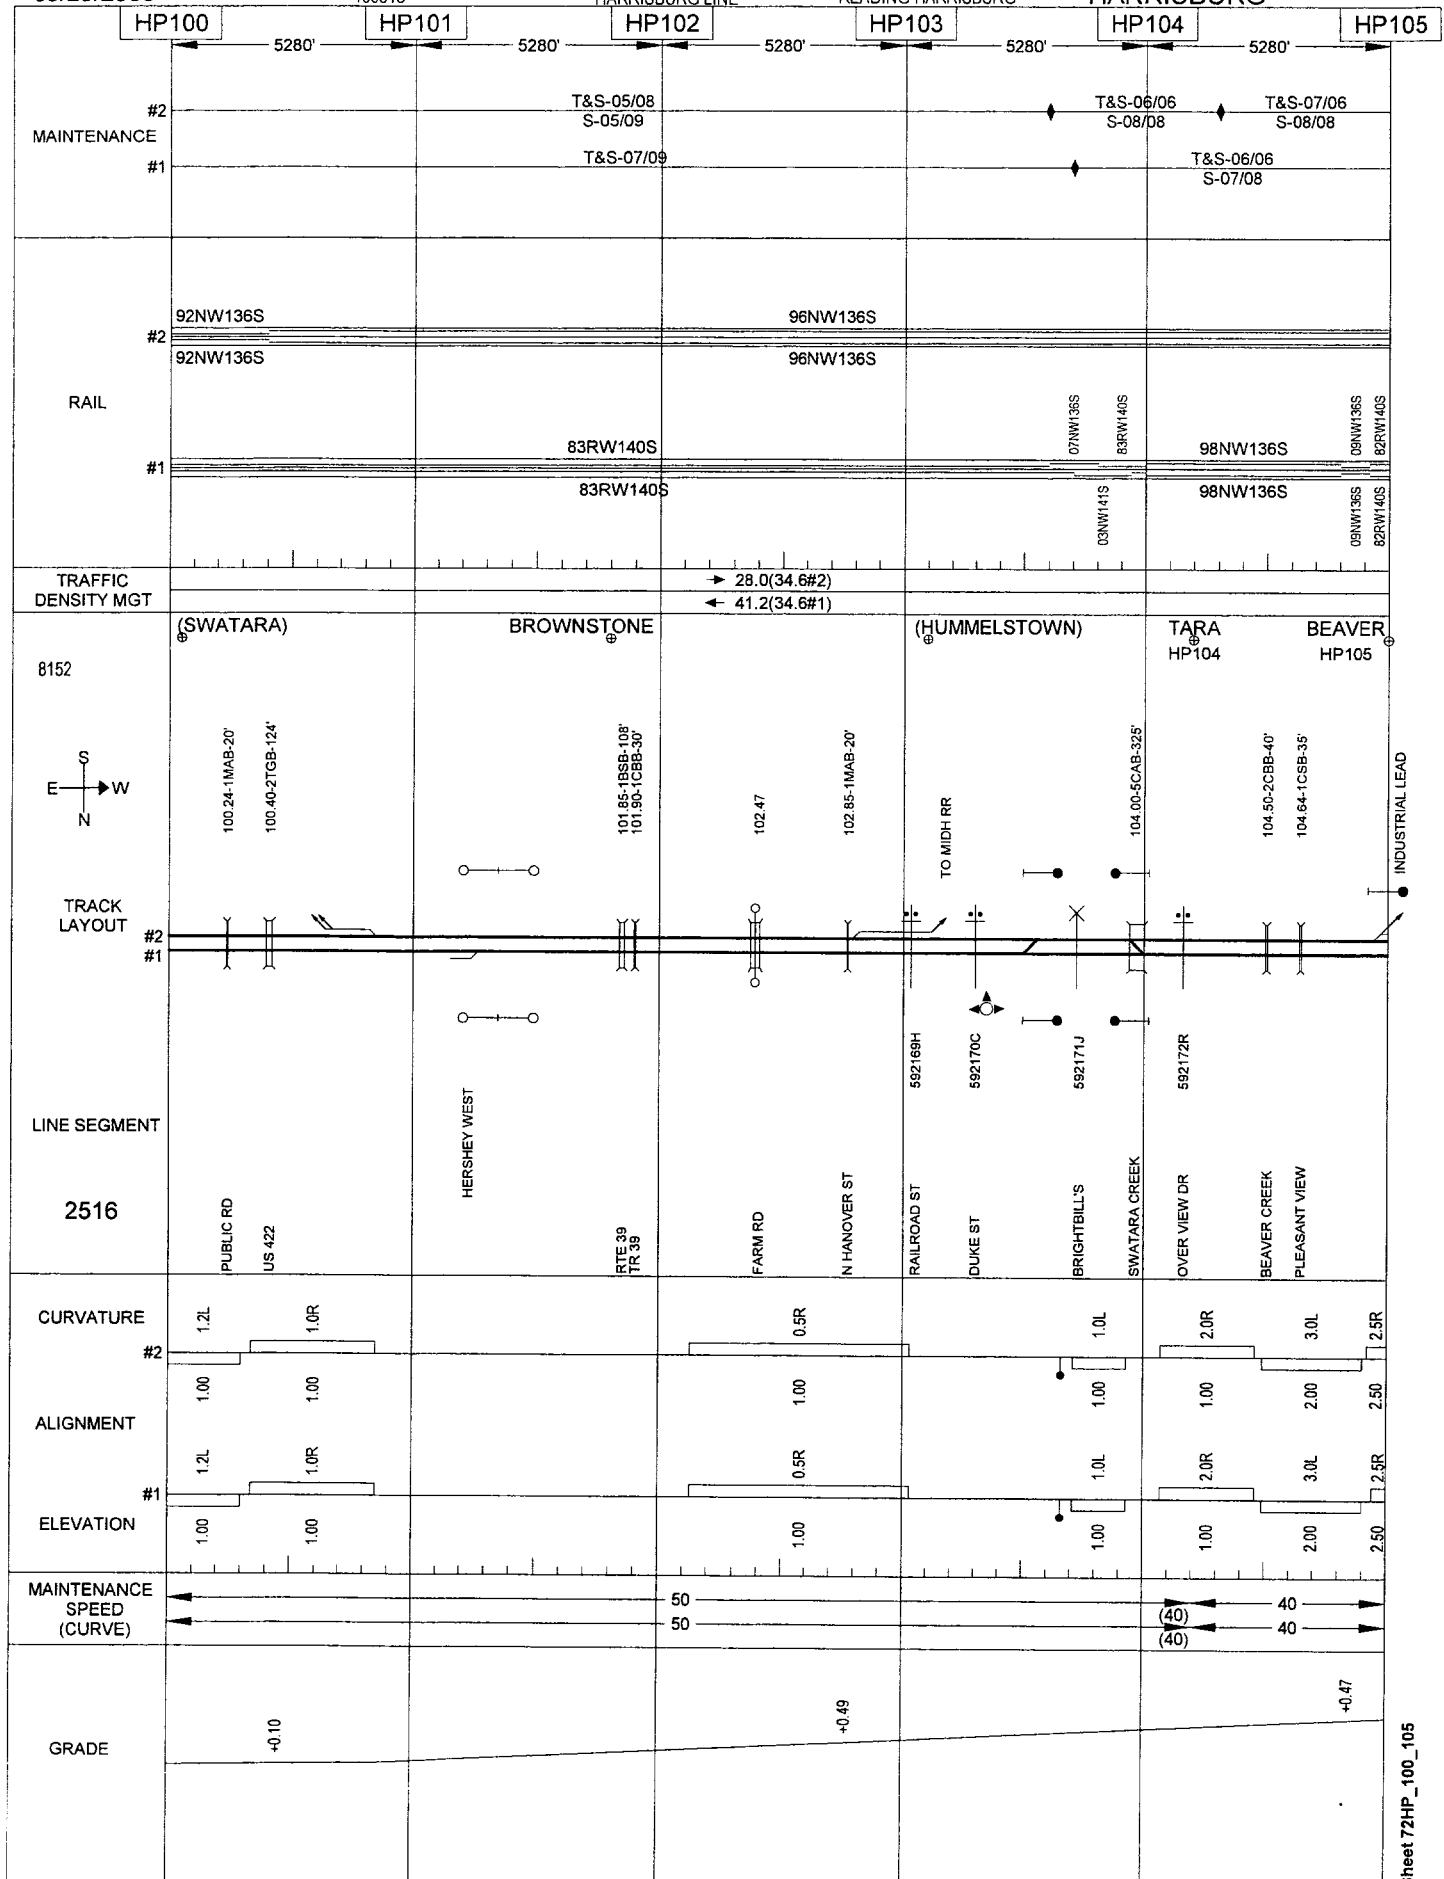 HARRISBURG
HP100 HP101 HP102 HP103 HP104 HP105
5280' 5280' 5280' 5280' 5280'
MAINTENANCE
#2 T&S-05/08 T&S-06/06 T&S-07/06
S-05/09 S-08/08 S-08/08
#1 T&S-07/09 T&S-06/06
S-07/08
RAIL
92NW136S 96NW136S
#2
92NW136S 96NW136S
07NW136S 83RW140S 09NW136S 82RW140S
83RW140S 98NW136S
#1
83RW140S 98NW136S
03NW141S 09NW136S 82RW140S
TRAFFIC
DENSITY MGT
28.0(34.6#2)
41.2(34.6#1)
(SWATARA) BROWNSTONE (HUMMELSTOWN) TARA BEAVER
HP104 HP105
8152
S
E W
N
100.24-1MAB-20'
100.40-2TGB-124'
101.85-1BSB-108'
101.90-1CBB-30'
102.47
102.85-1MAB-20'
TO MIDH RR
104.00-5CAB-325'
104.50-2CBB-40'
104.64-1CSB-35'
INDUSTRIAL LEAD
TRACK
LAYOUT
#2
#1
592169H
592170C
592171J
592172R
LINE SEGMENT
2516
PUBLIC RD
US 422
HERSHEY WEST
RTE 39
TR 39
FARM RD
N HANOVER ST
RAILROAD ST
DUKE ST
BRIGHTBILL'S
SWATARA CREEK
OVER VIEW DR
BEAVER CREEK
PLEASANT VIEW
CURVATURE
1.2L 1.0R 0.5R 1.0L 2.0R 3.0L 2.5R
#2
1.00 1.00 1.00 1.00 1.00 2.00 2.50
ALIGNMENT
1.2L 1.0R 0.5R 1.0L 2.0R 3.0L 2.5R
#1
ELEVATION
1.00 1.00 1.00 1.00 1.00 2.00 2.50
MAINTENANCE
SPEED
(CURVE)
50 (40) 40
50 (40) 40
GRADE
+0.10 +0.49 +0.47
72HP_100_105